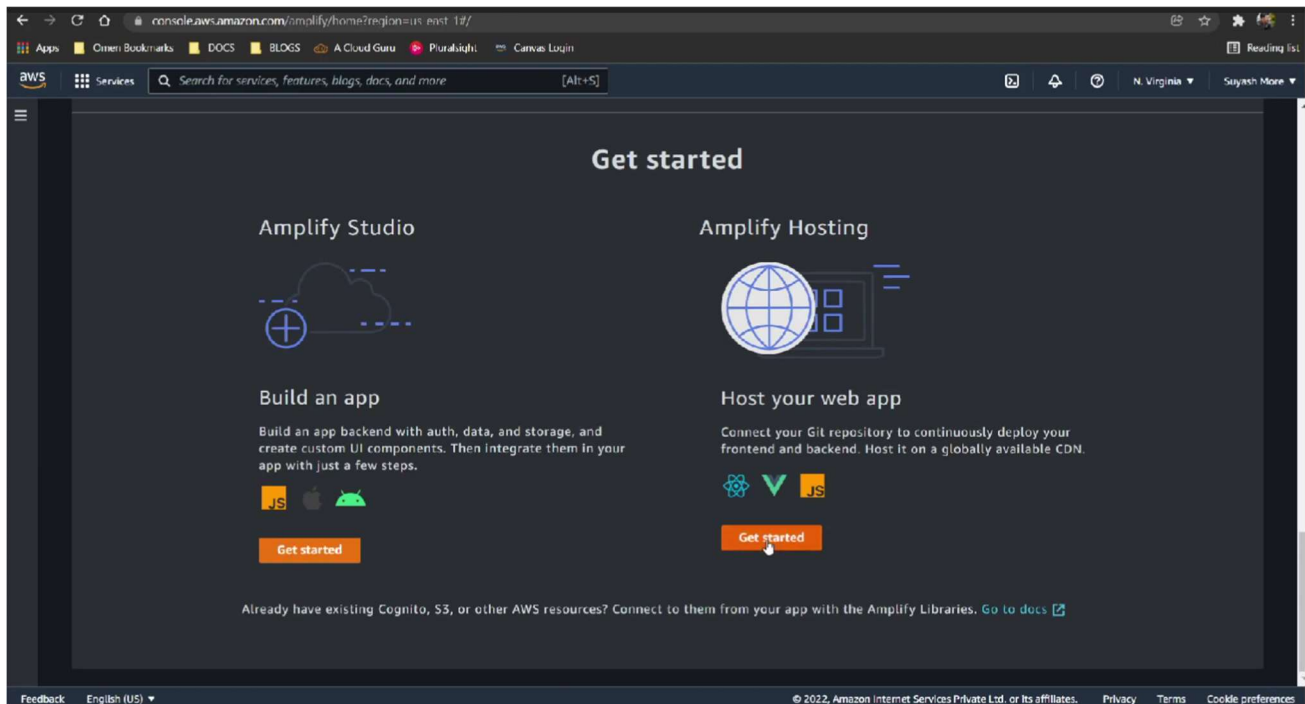 console.aws.amazon.com/amplify/home?region=us-east-1#/
Apps Omen Bookmarks DOCS BLOGS A Cloud Guru Pluralsight Canvas Login Reading list
aws Services Search for services, features, blogs, docs, and more [Alt+S] N. Virginia Suyash More
Get started
Amplify Studio
Amplify Hosting
Build an app
Build an app backend with auth, data, and storage, and
create custom UI components. Then integrate them in your
app with just a few steps.
JS
Get started
Host your web app
Connect your Git repository to continuously deploy your
frontend and backend. Host it on a globally available CDN.
JS
Get started
Already have existing Cognito, S3, or other AWS resources? Connect to them from your app with the Amplify Libraries. Go to docs
Feedback English (US) © 2022, Amazon Internet Services Private Ltd. or its affiliates. Privacy Terms Cookie preferences